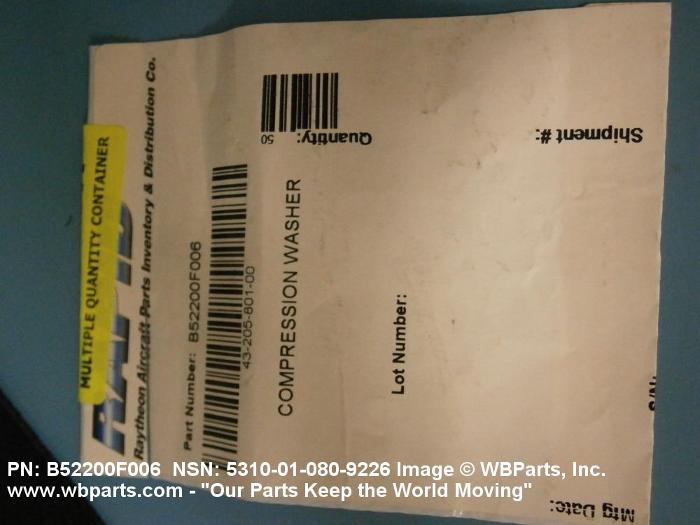 MULTIPLE QUANTITY CONTAINER
RAPID
Raytheon Aircraft Parts Inventory & Distribution Co.
Part Number: B52200F006
43-205-801-00
COMPRESSION WASHER
Quantity:
50
Lot Number:
Shipment #:
S/N:
Mfg Date:
PN: B52200F006 NSN: 5310-01-080-9226 Image © WBParts, Inc.
www.wbparts.com - "Our Parts Keep the World Moving"